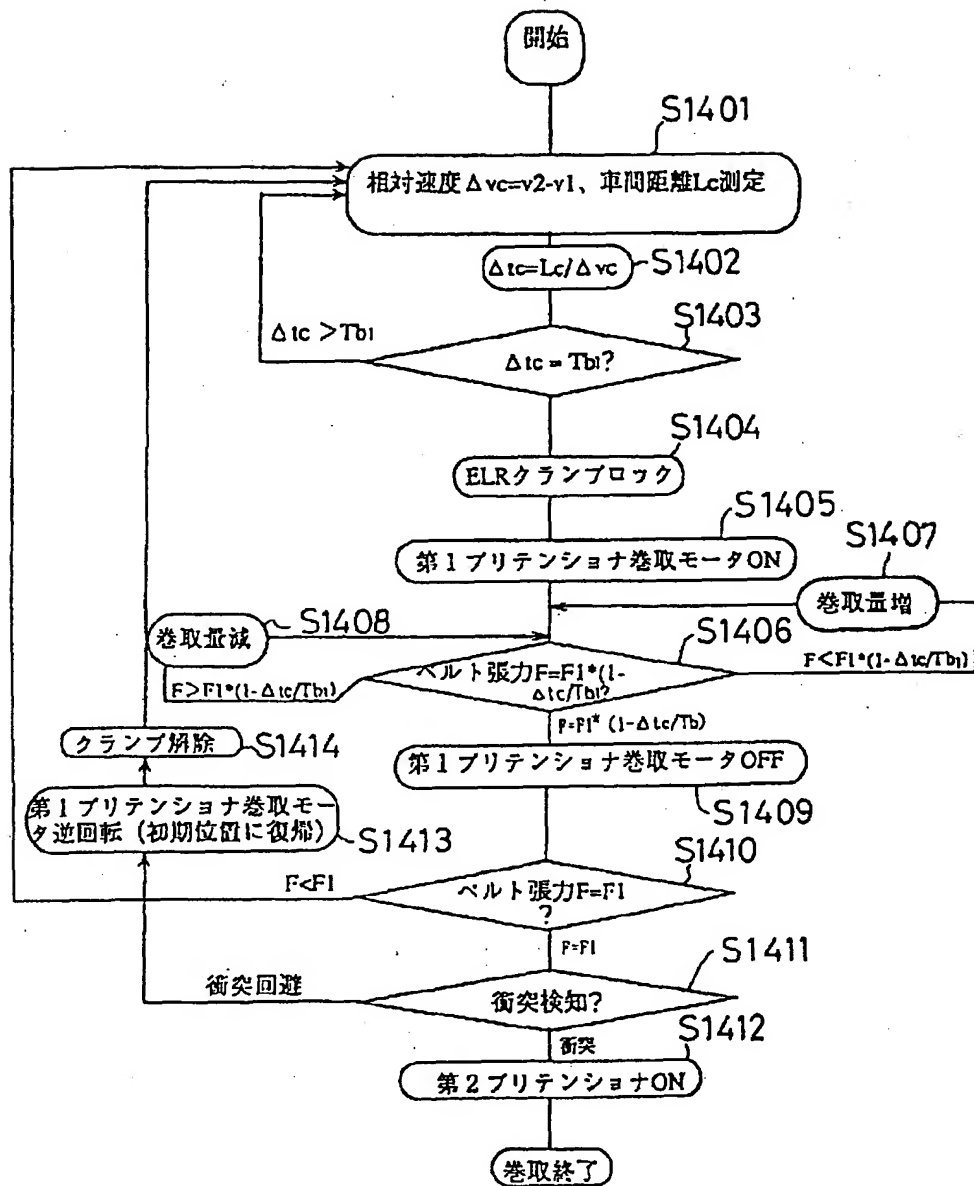 開始
S1401
相対速度Δvc=v2-v1、車間距離Lc測定
Δtc=Lc/Δvc
S1402
S1403
Δtc>Tb1
Δtc=Tb1?
S1404
ELRクランプロック
S1405
第1プリテンショナ巻取モータON
S1407
巻取量増
S1408
巻取量減
S1406
ベルト張力F=F1*(1-
Δtc/Tb1?
F<F1*(1-Δtc/Tb1)
F>F1*(1-Δtc/Tb1)
F=F1* (1-Δtc/Tb)
クランプ解除
S1414
第1プリテンショナ巻取モータOFF
S1409
第1プリテンショナ巻取モー
タ逆回転(初期位置に復帰)
S1413
S1410
F<F1
ベルト張力F=F1
?
F=F1
S1411
衝突回避
衝突検知?
衝突
S1412
第2プリテンショナON
巻取終了